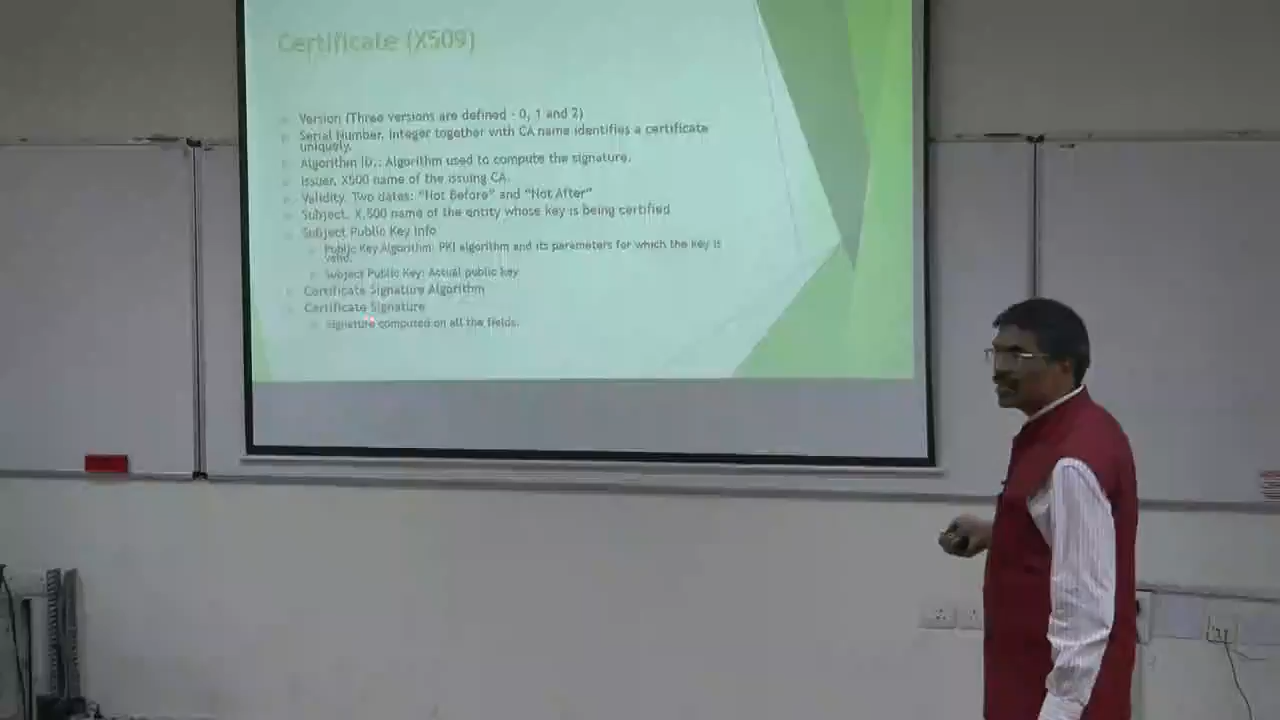 Certificate (X509)
Version (Three versions are defined - 0, 1 and 2)
Serial Number. Integer together with CA name identifies a certificate
uniquely.
Algorithm ID.: Algorithm used to compute the signature.
Issuer. X500 name of the issuing CA.
Validity. Two dates: "Not Before" and "Not After"
Subject. X.500 name of the entity whose key is being certified
Subject Public Key Info
Public Key Algorithm: PKI algorithm and its parameters for which the key is
valid.
Subject Public Key: Actual public key
Certificate Signature Algorithm
Certificate Signature
Signature computed on all the fields.